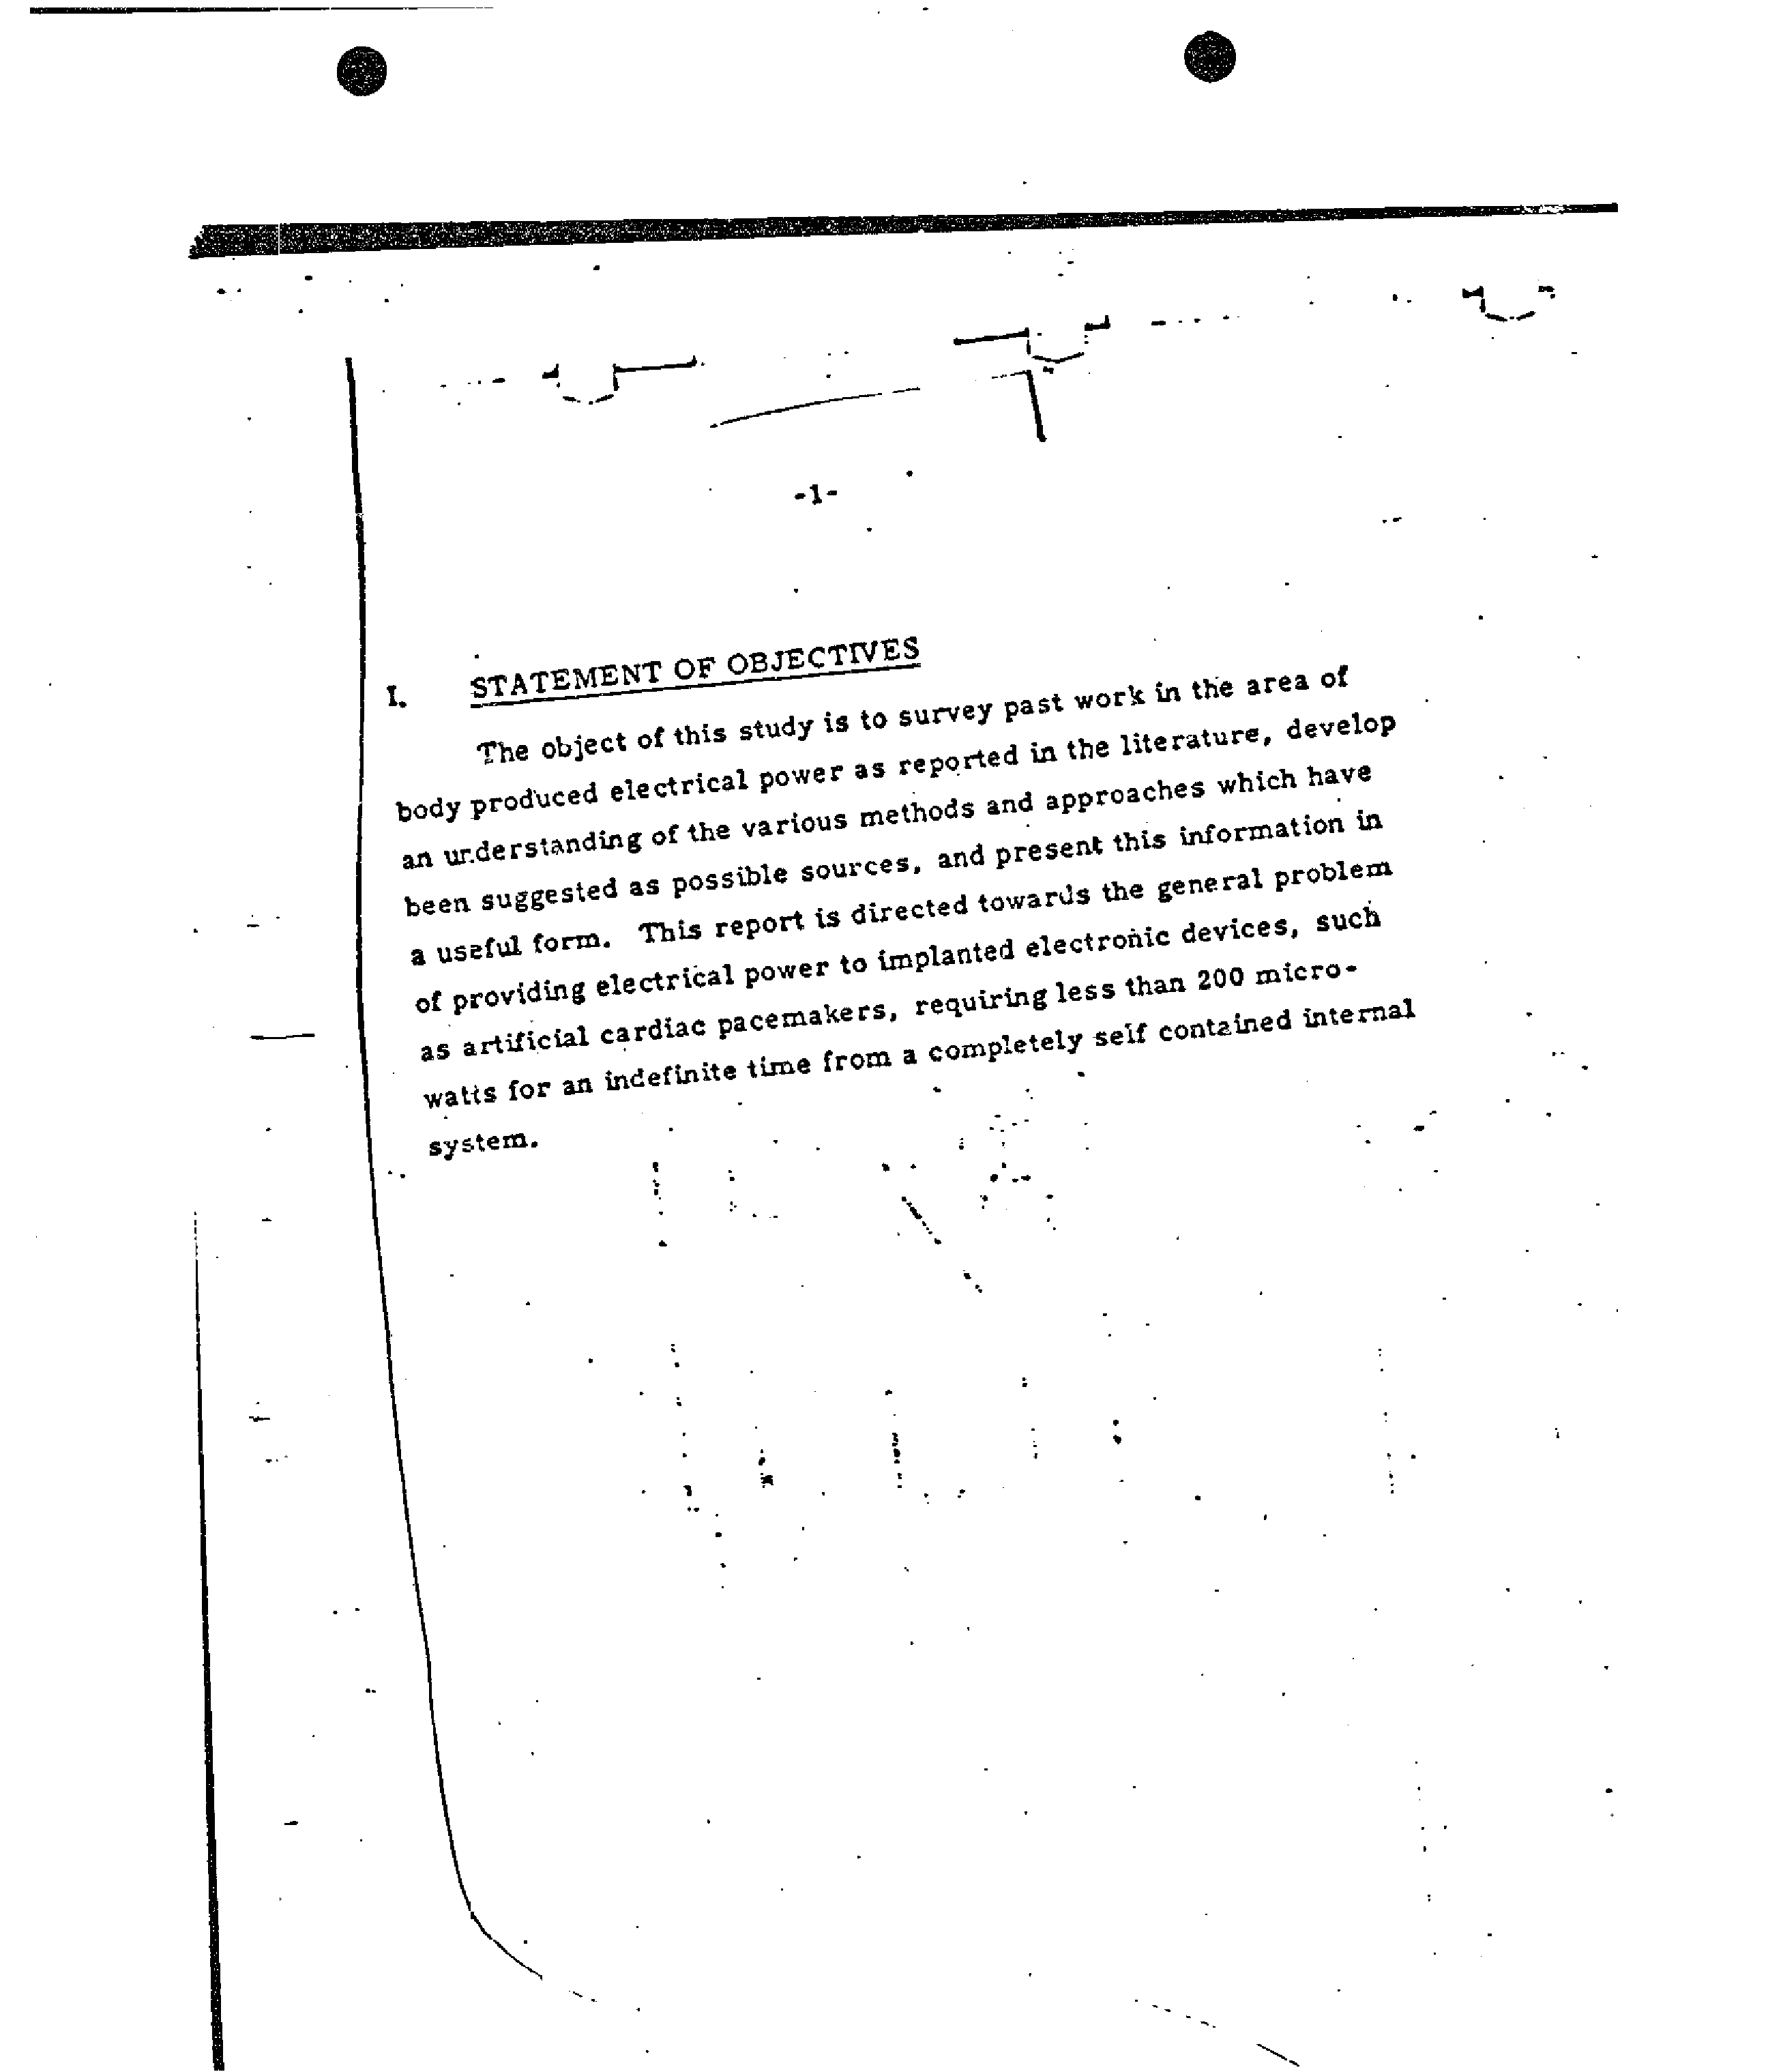 -1-
I. STATEMENT OF OBJECTIVES
The object of this study is to survey past work in the area of
body produced electrical power as reported in the literature, develop
an understanding of the various methods and approaches which have
been suggested as possible sources, and present this information in
a useful form. This report is directed towards the general problem
of providing electrical power to implanted electronic devices, such
as artificial cardiac pacemakers, requiring less than 200 micro-
watts for an indefinite time from a completely self contained internal
system.